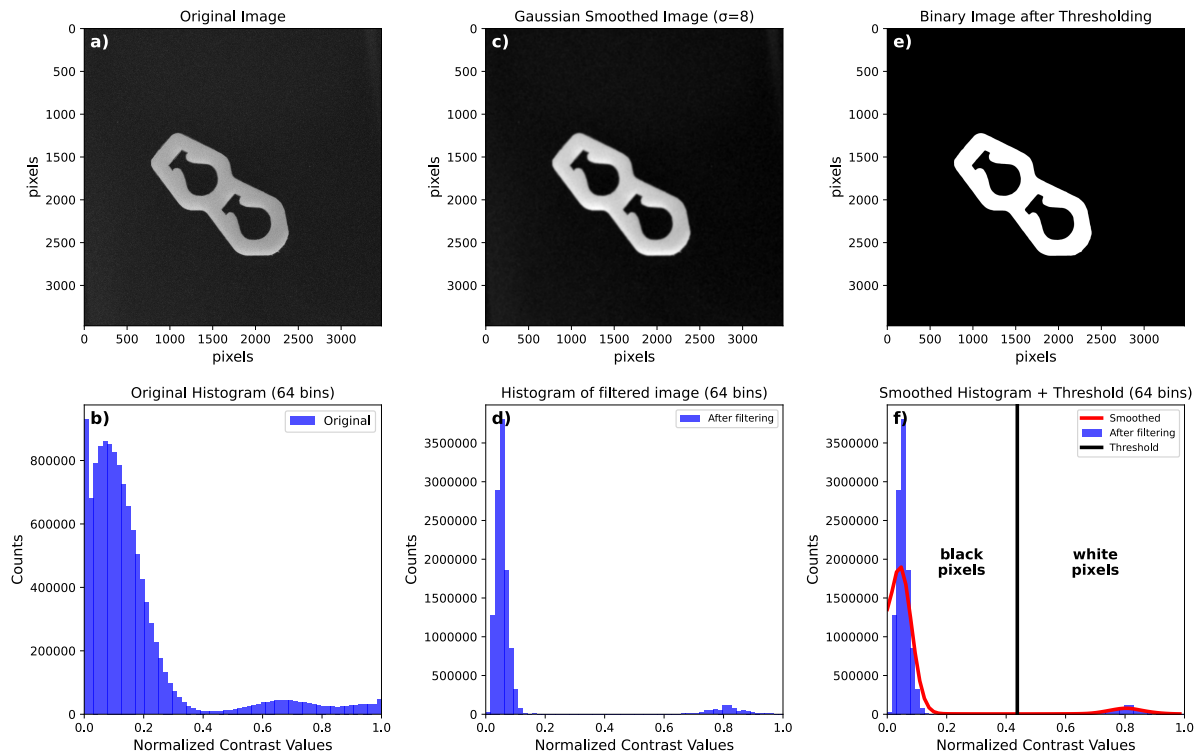 Original Image
a)
0
500
1000
1500
2000
2500
3000
pixels
0 500 1000 1500 2000 2500 3000
pixels
Gaussian Smoothed Image (σ=8)
c)
0
500
1000
1500
2000
2500
3000
pixels
0 500 1000 1500 2000 2500 3000
pixels
Binary Image after Thresholding
e)
0
500
1000
1500
2000
2500
3000
pixels
0 500 1000 1500 2000 2500 3000
pixels
Original Histogram (64 bins)
b)
Original
800000
600000
400000
200000
0
Counts
0.0 0.2 0.4 0.6 0.8 1.0
Normalized Contrast Values
Histogram of filtered image (64 bins)
d)
After filtering
3500000
3000000
2500000
2000000
1500000
1000000
500000
0
Counts
0.0 0.2 0.4 0.6 0.8 1.0
Normalized Contrast Values
Smoothed Histogram + Threshold (64 bins)
f)
Smoothed
After filtering
Threshold
3500000
3000000
2500000
2000000
1500000
1000000
500000
0
Counts
black
pixels
white
pixels
0.0 0.2 0.4 0.6 0.8 1.0
Normalized Contrast Values